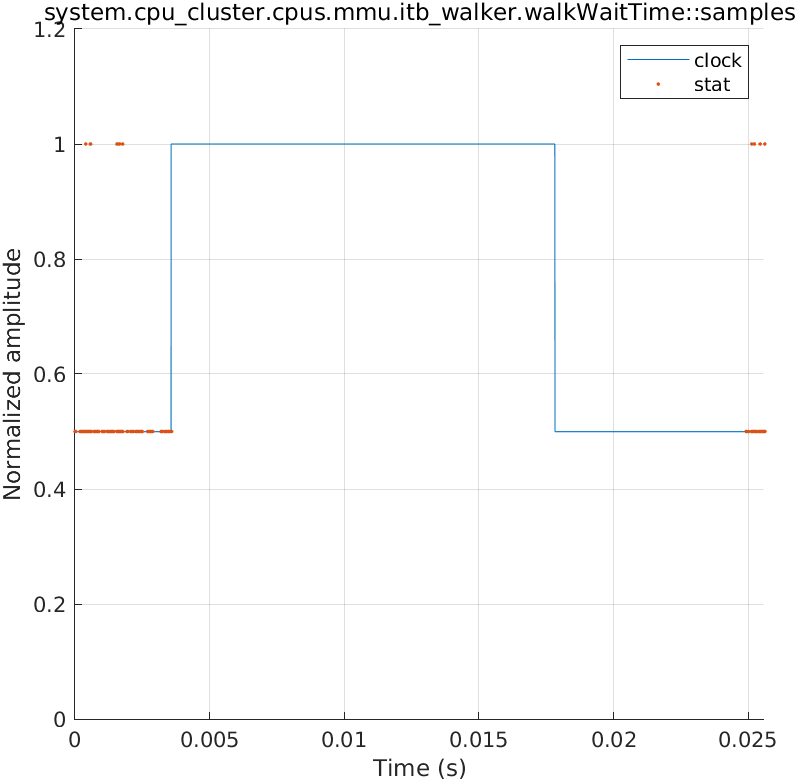 system.cpu_cluster.cpus.mmu.itb_walker.walkWaitTime::samples
clock
stat
Normalized amplitude
1.2
1
0.8
0.6
0.4
0.2
0
0 0.005 0.01 0.015 0.02 0.025
Time (s)